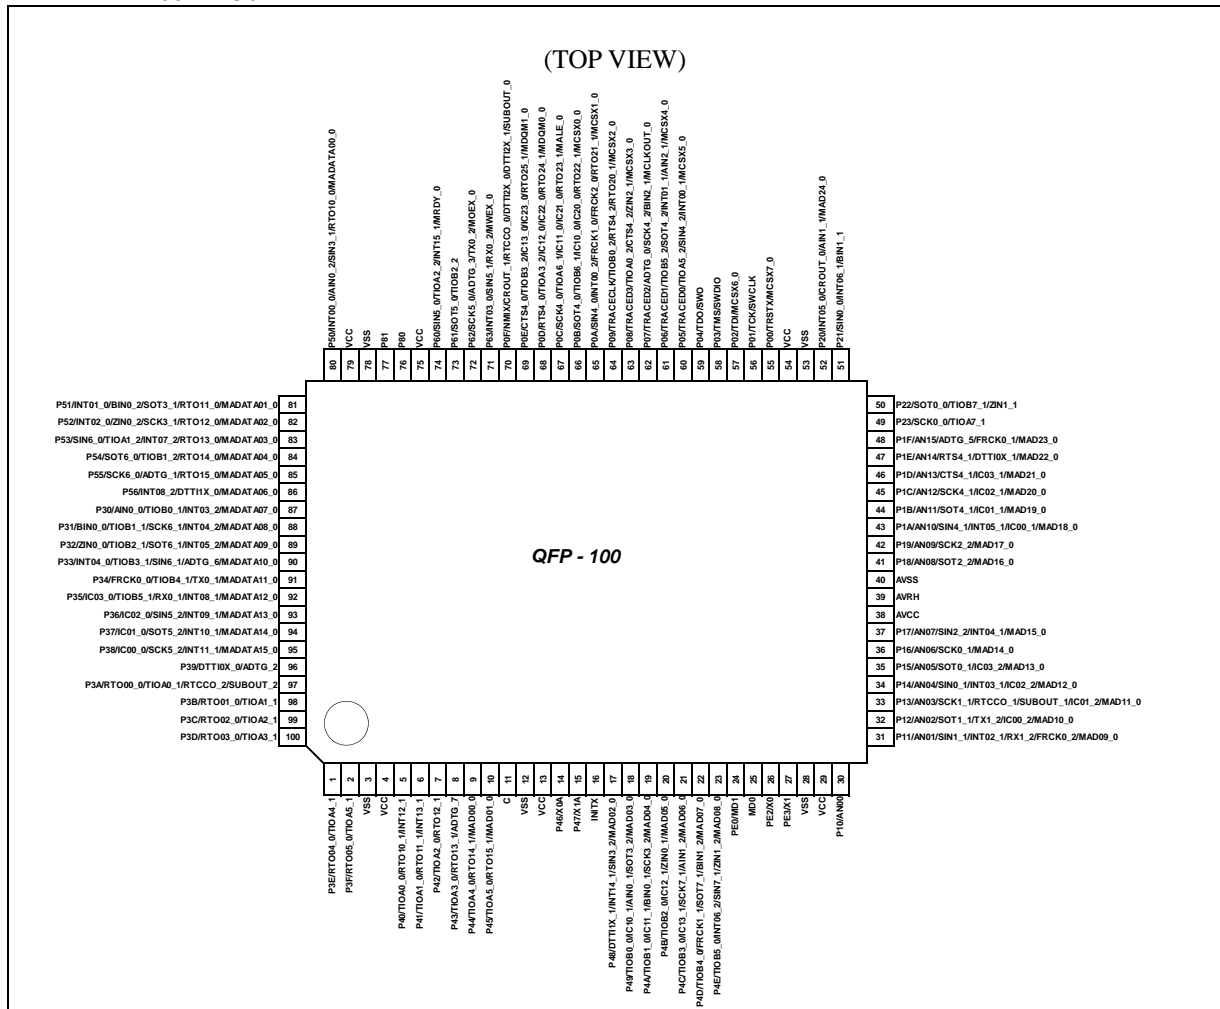 (TOP VIEW)
P50/INT00_0/AIN0_2/SIN3_1/RTO10_0/MADATA00_0
VCC
VSS
P81
P80
VCC
P60/SIN5_0/TIOA2_2/INT15_1/MRDY_0
P61/SOT5_0/TIOB2_2
P62/SCK5_0/ADTG_3/TX0_2/MOEX_0
P63/INT03_0/SIN5_1/RX0_2/MWEX_0
P0F/NMIX/CROUT_1/RTCCO_0/DTTI2X_0/DTTI2X_1/SUBOUT_0
P0E/CTS4_0/TIOB3_2/IC13_0/IC23_0/RTO25_1/MDQM1_0
P0D/RTS4_0/TIOA3_2/IC12_0/IC22_0/RTO24_1/MDQM0_0
P0C/SCK4_0/TIOA6_1/IC11_0/IC21_0/RTO23_1/MALE_0
P0B/SOT4_0/TIOB6_1/IC10_0/IC20_0/RTO22_1/MCSX0_0
P0A/SIN4_0/INT00_2/FRCK1_0/FRCK2_0/RTO21_1/MCSX1_0
P09/TRACECLK/TIOB0_2/RTS4_2/RTO20_1/MCSX2_0
P08/TRACED3/TIOA0_2/CTS4_2/ZIN2_1/MCSX3_0
P07/TRACED2/ADTG_0/SCK4_2/BIN2_1/MCLKOUT_0
P06/TRACED1/TIOB5_2/SOT4_2/INT01_1/AIN2_1/MCSX4_0
P05/TRACED0/TIOA5_2/SIN4_2/INT00_1/MCSX5_0
P04/TDO/SWO
P03/TMS/SWDIO
P02/TDI/MCSX6_0
P01/TCK/SWCLK
P00/TRSTX/MCSX7_0
VCC
VSS
P20/INT05_0/CROUT_0/AIN1_1/MAD24_0
P21/SIN0_0/INT06_1/BIN1_1
80 79 78 77 76 75 74 73 72 71 70 69 68 67 66 65 64 63 62 61 60 59 58 57 56 55 54 53 52 51
P51/INT01_0/BIN0_2/SOT3_1/RTO11_0/MADATA01_0 81
P52/INT02_0/ZIN0_2/SCK3_1/RTO12_0/MADATA02_0 82
P53/SIN6_0/TIOA1_2/INT07_2/RTO13_0/MADATA03_0 83
P54/SOT6_0/TIOB1_2/RTO14_0/MADATA04_0 84
P55/SCK6_0/ADTG_1/RTO15_0/MADATA05_0 85
P56/INT08_2/DTTI1X_0/MADATA06_0 86
P30/AIN0_0/TIOB0_1/INT03_2/MADATA07_0 87
P31/BIN0_0/TIOB1_1/SCK6_1/INT04_2/MADATA08_0 88
P32/ZIN0_0/TIOB2_1/SOT6_1/INT05_2/MADATA09_0 89
P33/INT04_0/TIOB3_1/SIN6_1/ADTG_6/MADATA10_0 90
P34/FRCK0_0/TIOB4_1/TX0_1/MADATA11_0 91
P35/IC03_0/TIOB5_1/RX0_1/INT08_1/MADATA12_0 92
P36/IC02_0/SIN5_2/INT09_1/MADATA13_0 93
P37/IC01_0/SOT5_2/INT10_1/MADATA14_0 94
P38/IC00_0/SCK5_2/INT11_1/MADATA15_0 95
P39/DTTI0X_0/ADTG_2 96
P3A/RTO00_0/TIOA0_1/RTCCO_2/SUBOUT_2 97
P3B/RTO01_0/TIOA1_1 98
P3C/RTO02_0/TIOA2_1 99
P3D/RTO03_0/TIOA3_1 100
QFP - 100
50 P22/SOT0_0/TIOB7_1/ZIN1_1
49 P23/SCK0_0/TIOA7_1
48 P1F/AN15/ADTG_5/FRCK0_1/MAD23_0
47 P1E/AN14/RTS4_1/DTTI0X_1/MAD22_0
46 P1D/AN13/CTS4_1/IC03_1/MAD21_0
45 P1C/AN12/SCK4_1/IC02_1/MAD20_0
44 P1B/AN11/SOT4_1/IC01_1/MAD19_0
43 P1A/AN10/SIN4_1/INT05_1/IC00_1/MAD18_0
42 P19/AN09/SCK2_2/MAD17_0
41 P18/AN08/SOT2_2/MAD16_0
40 AVSS
39 AVRH
38 AVCC
37 P17/AN07/SIN2_2/INT04_1/MAD15_0
36 P16/AN06/SCK0_1/MAD14_0
35 P15/AN05/SOT0_1/IC03_2/MAD13_0
34 P14/AN04/SIN0_1/INT03_1/IC02_2/MAD12_0
33 P13/AN03/SCK1_1/RTCCO_1/SUBOUT_1/IC01_2/MAD11_0
32 P12/AN02/SOT1_1/TX1_2/IC00_2/MAD10_0
31 P11/AN01/SIN1_1/INT02_1/RX1_2/FRCK0_2/MAD09_0
1 2 3 4 5 6 7 8 9 10 11 12 13 14 15 16 17 18 19 20 21 22 23 24 25 26 27 28 29 30
P3E/RTO04_0/TIOA4_1
P3F/RTO05_0/TIOA5_1
VSS
VCC
P40/TIOA0_0/RTO10_1/INT12_1
P41/TIOA1_0/RTO11_1/INT13_1
P42/TIOA2_0/RTO12_1
P43/TIOA3_0/RTO13_1/ADTG_7
P44/TIOA4_0/RTO14_1/MAD00_0
P45/TIOA5_0/RTO15_1/MAD01_0
C
VSS
VCC
P46/X0A
P47/X1A
INITX
P48/DTTI1X_1/INT14_1/SIN3_2/MAD02_0
P49/TIOB0_0/IC10_1/AIN0_1/SOT3_2/MAD03_0
P4A/TIOB1_0/IC11_1/BIN0_1/SCK3_2/MAD04_0
P4B/TIOB2_0/IC12_1/ZIN0_1/MAD05_0
P4C/TIOB3_0/IC13_1/SCK7_1/AIN1_2/MAD06_0
P4D/TIOB4_0/FRCK1_1/SOT7_1/BIN1_2/MAD07_0
P4E/TIOB5_0/INT06_2/SIN7_1/ZIN1_2/MAD08_0
PE0/MD1
MD0
PE2/X0
PE3/X1
VSS
VCC
P10/AN00